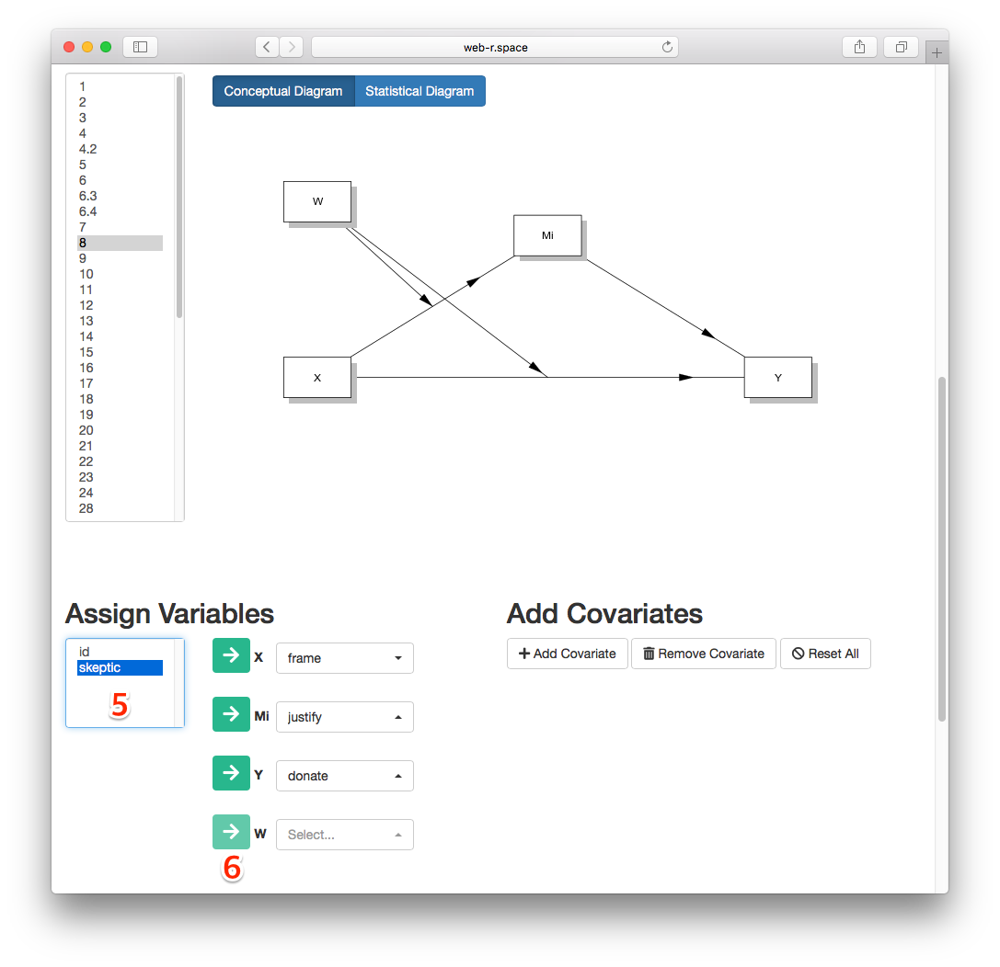 web-r.space
1
2
3
4
4.2
5
6
6.3
6.4
7
8
9
10
11
12
13
14
15
16
17
18
19
20
21
22
23
24
28
Conceptual Diagram Statistical Diagram
W
Mi
X
Y
Assign Variables
id
skeptic
5
X frame
Mi justify
Y donate
W Select...
6
Add Covariates
Add Covariate Remove Covariate Reset All